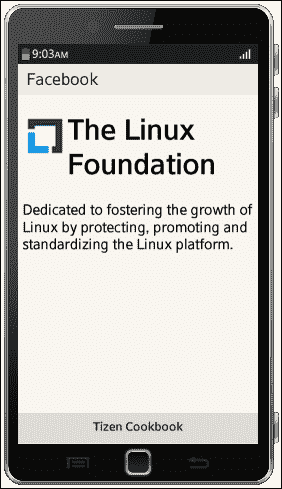 9:03AM
Facebook
The Linux
Foundation
Dedicated to fostering the growth of
Linux by protecting, promoting and
standardizing the Linux platform.
Tizen Cookbook